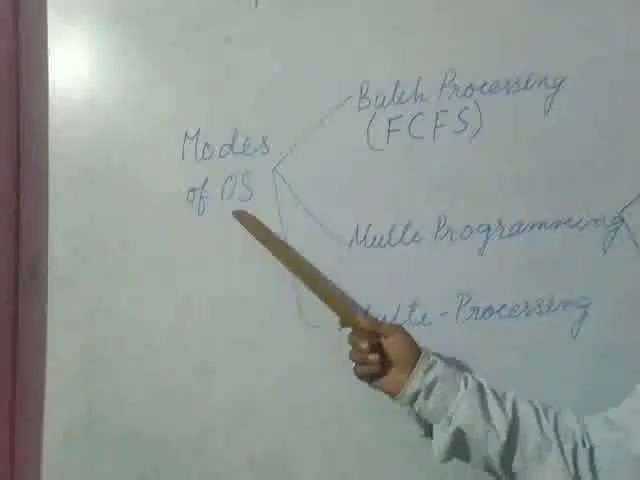 Modes
of OS
Batch Processing
(FCFS)
Multi Programming
Multi-Processing